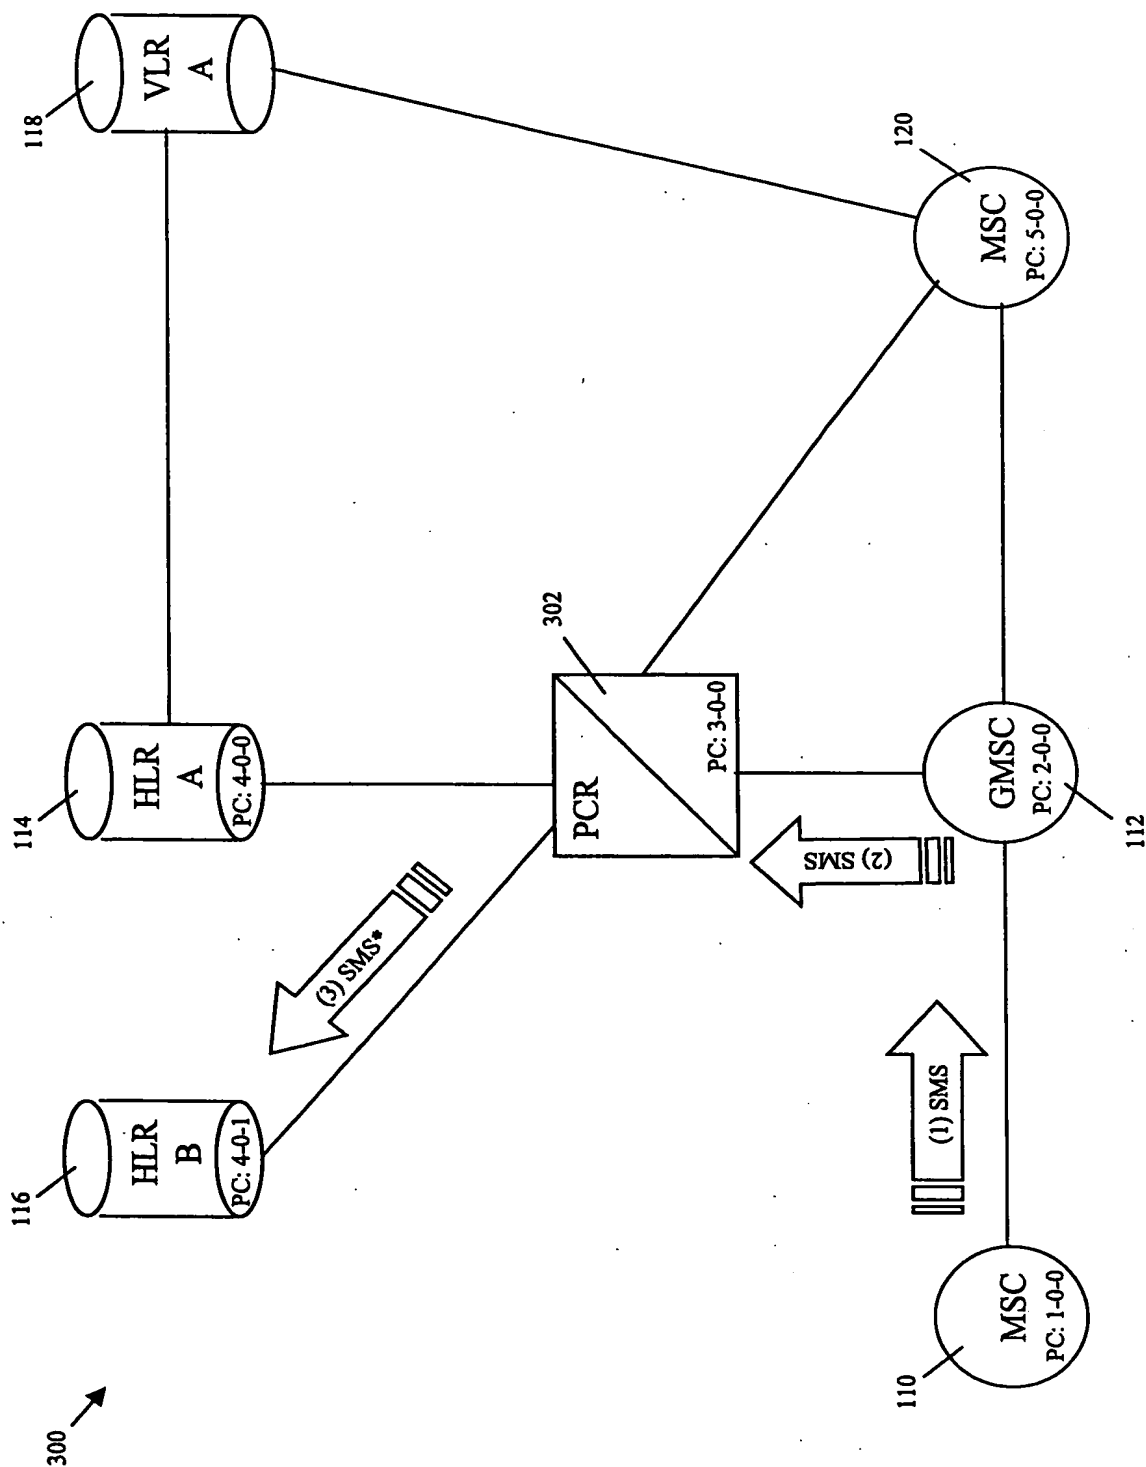 300
116
HLR
B
PC: 4-0-1
114
HLR
A
PC: 4-0-0
118
VLR
A
(3) SMS*
302
PCR
PC: 3-0-0
(2) SMS
(1) SMS
110
MSC
PC: 1-0-0
GMSC
PC: 2-0-0
112
120
MSC
PC: 5-0-0